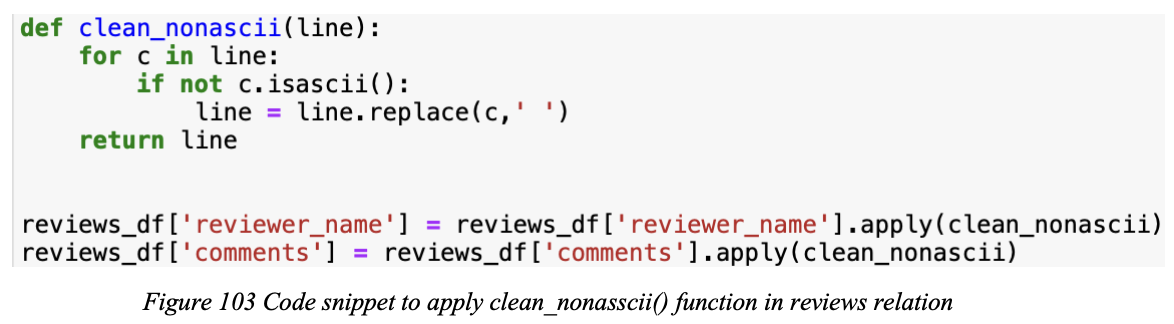 def clean_nonascii(line):
    for c in line:
        if not c.isascii():
            line = line.replace(c,' ')
    return line
reviews_df['reviewer_name'] = reviews_df['reviewer_name'].apply(clean_nonascii)
reviews_df['comments'] = reviews_df['comments'].apply(clean_nonascii)
Figure 103 Code snippet to apply clean_nonasscii() function in reviews relation